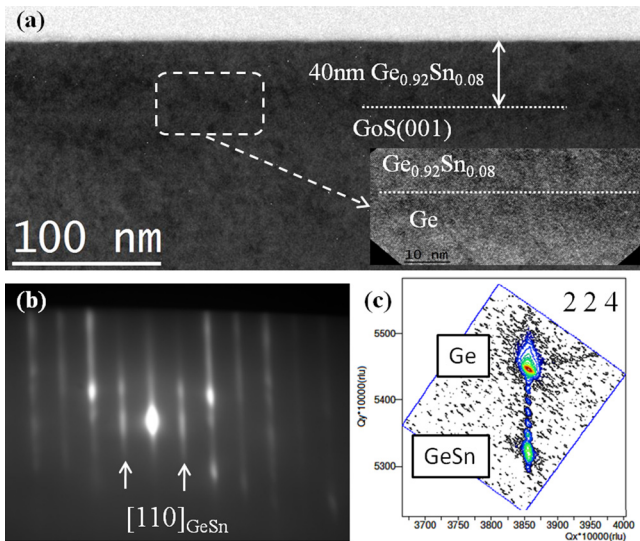 (a)
40nm Ge0.92Sn0.08
GoS(001)
Ge0.92Sn0.08
Ge
10 nm
100 nm
(b)
[110]GeSn
(c)
2 2 4
Ge
GeSn
Qy*10000(rlu)
5500
5400
5300
3700 3750 3800 3850 3900 3950 4000
Qx*10000(rlu)